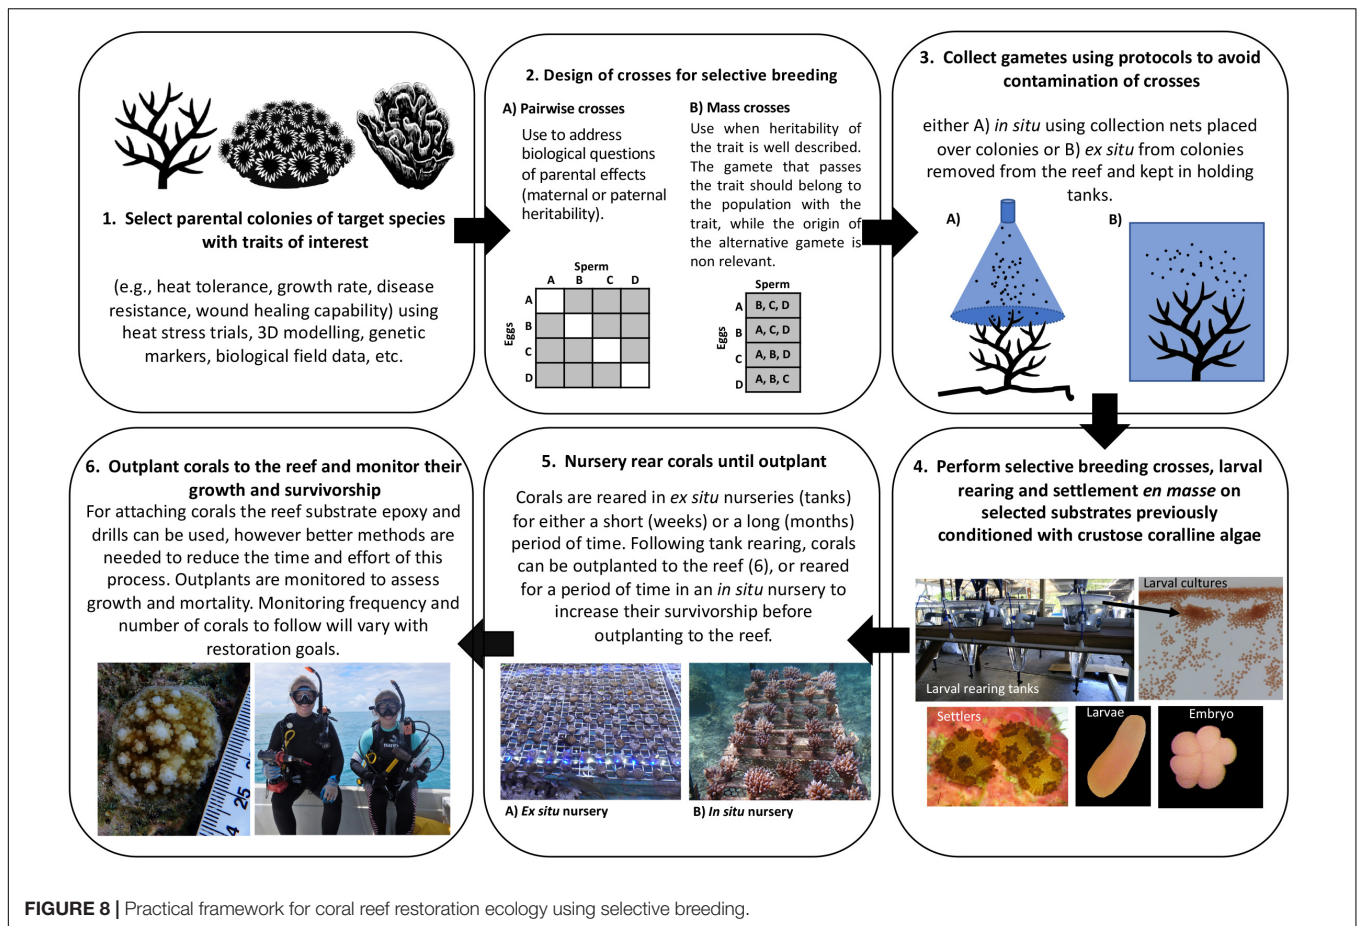 1. Select parental colonies of target species
with traits of interest
(e.g., heat tolerance, growth rate, disease
resistance, wound healing capability) using
heat stress trials, 3D modelling, genetic
markers, biological field data, etc.
2. Design of crosses for selective breeding
A) Pairwise crosses
Use to address
biological questions
of parental effects
(maternal or paternal
heritability).
Sperm
A B C D
Eggs
A
B
C
D
B) Mass crosses
Use when heritability of
the trait is well described.
The gamete that passes
the trait should belong to
the population with the
trait, while the origin of
the alternative gamete is
non relevant.
Sperm
Eggs
A B, C, D
B A, C, D
C A, B, D
D A, B, C
3. Collect gametes using protocols to avoid
contamination of crosses
either A) in situ using collection nets placed
over colonies or B) ex situ from colonies
removed from the reef and kept in holding
tanks.
A)
B)
4. Perform selective breeding crosses, larval
rearing and settlement en masse on
selected substrates previously
conditioned with crustose coralline algae
Larval cultures
Larval rearing tanks
Settlers
Larvae
Embryo
5. Nursery rear corals until outplant
Corals are reared in ex situ nurseries (tanks)
for either a short (weeks) or a long (months)
period of time. Following tank rearing, corals
can be outplanted to the reef (6), or reared
for a period of time in an in situ nursery to
increase their survivorship before
outplanting to the reef.
A) Ex situ nursery
B) In situ nursery
6. Outplant corals to the reef and monitor their
growth and survivorship
For attaching corals the reef substrate epoxy and
drills can be used, however better methods are
needed to reduce the time and effort of this
process. Outplants are monitored to assess
growth and mortality. Monitoring frequency and
number of corals to follow will vary with
restoration goals.
25
4
FIGURE 8 | Practical framework for coral reef restoration ecology using selective breeding.